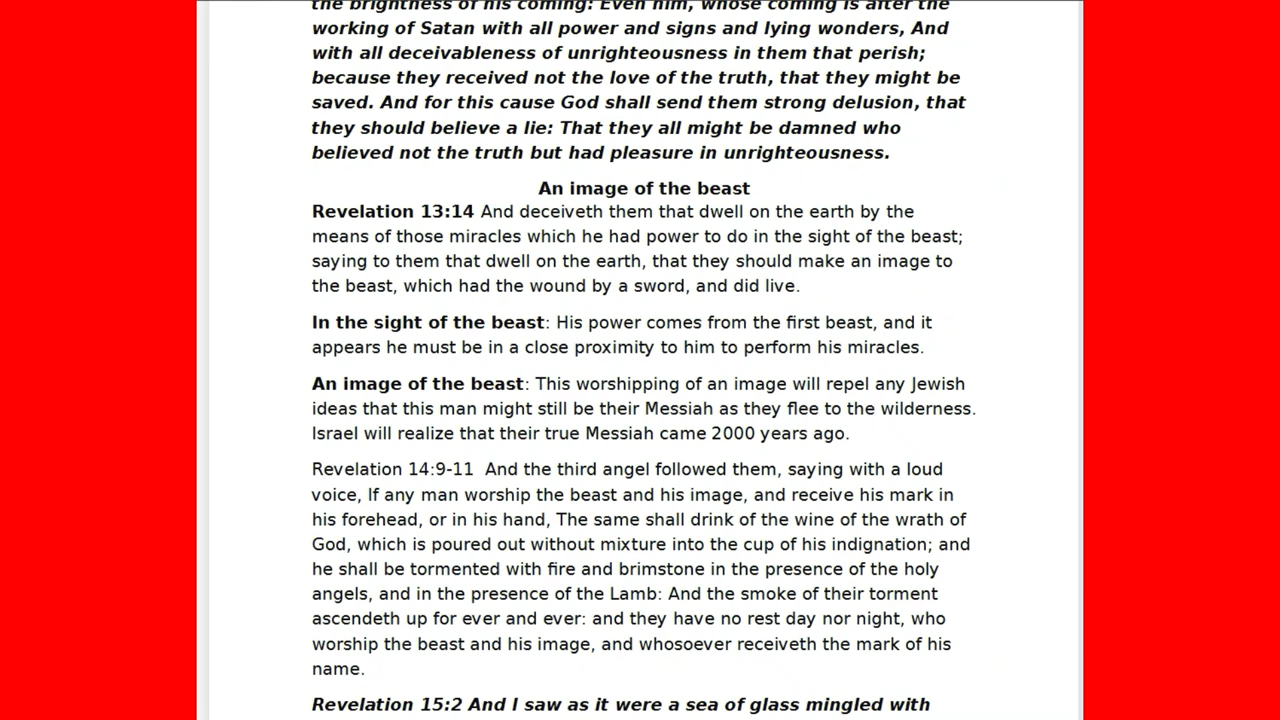 the brightness of his coming: Even him, whose coming is after the
working of Satan with all power and signs and lying wonders, And
with all deceivableness of unrighteousness in them that perish;
because they received not the love of the truth, that they might be
saved. And for this cause God shall send them strong delusion, that
they should believe a lie: That they all might be damned who
believed not the truth but had pleasure in unrighteousness.
An image of the beast
Revelation 13:14 And deceiveth them that dwell on the earth by the
means of those miracles which he had power to do in the sight of the beast;
saying to them that dwell on the earth, that they should make an image to
the beast, which had the wound by a sword, and did live.
In the sight of the beast: His power comes from the first beast, and it
appears he must be in a close proximity to him to perform his miracles.
An image of the beast: This worshipping of an image will repel any Jewish
ideas that this man might still be their Messiah as they flee to the wilderness.
Israel will realize that their true Messiah came 2000 years ago.
Revelation 14:9-11  And the third angel followed them, saying with a loud
voice, If any man worship the beast and his image, and receive his mark in
his forehead, or in his hand, The same shall drink of the wine of the wrath of
God, which is poured out without mixture into the cup of his indignation; and
he shall be tormented with fire and brimstone in the presence of the holy
angels, and in the presence of the Lamb: And the smoke of their torment
ascendeth up for ever and ever: and they have no rest day nor night, who
worship the beast and his image, and whosoever receiveth the mark of his
name.
Revelation 15:2 And I saw as it were a sea of glass mingled with